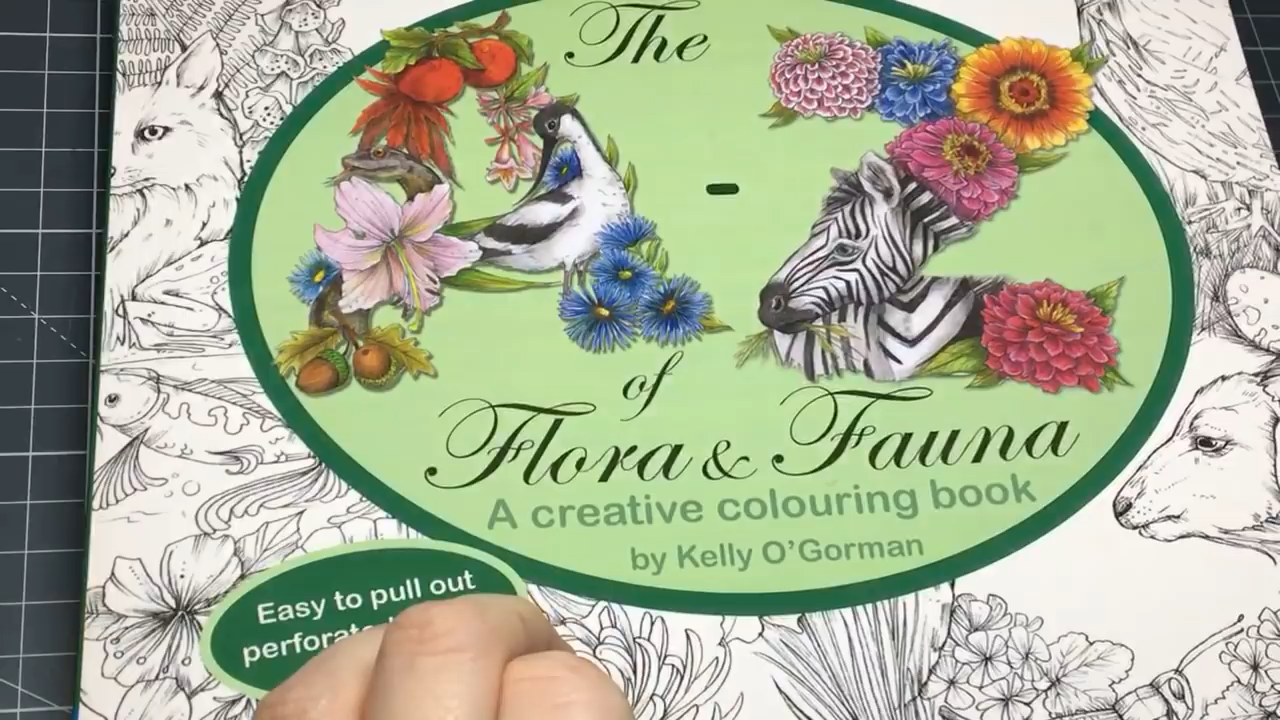 The
A - Z
of
Flora & Fauna
A creative colouring book
by Kelly O'Gorman
Easy to pull out